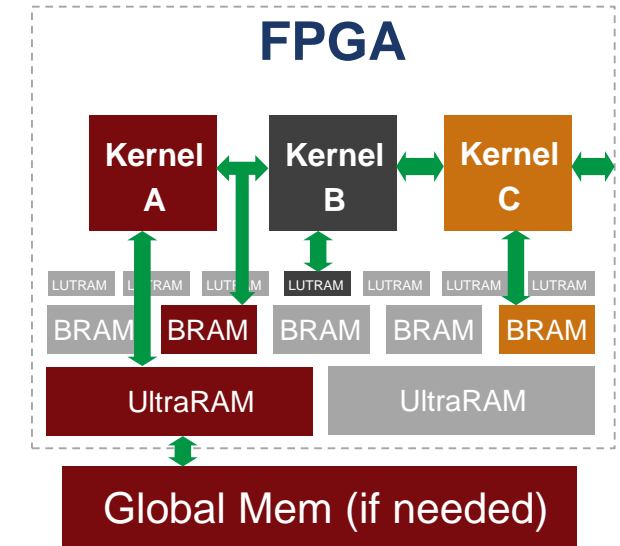 FPGA
Kernel
A
Kernel
B
Kernel
C
LUTRAM LUTRAM LUTRAM LUTRAM LUTRAM LUTRAM LUTRAM
BRAM BRAM BRAM BRAM BRAM
UltraRAM UltraRAM
Global Mem (if needed)